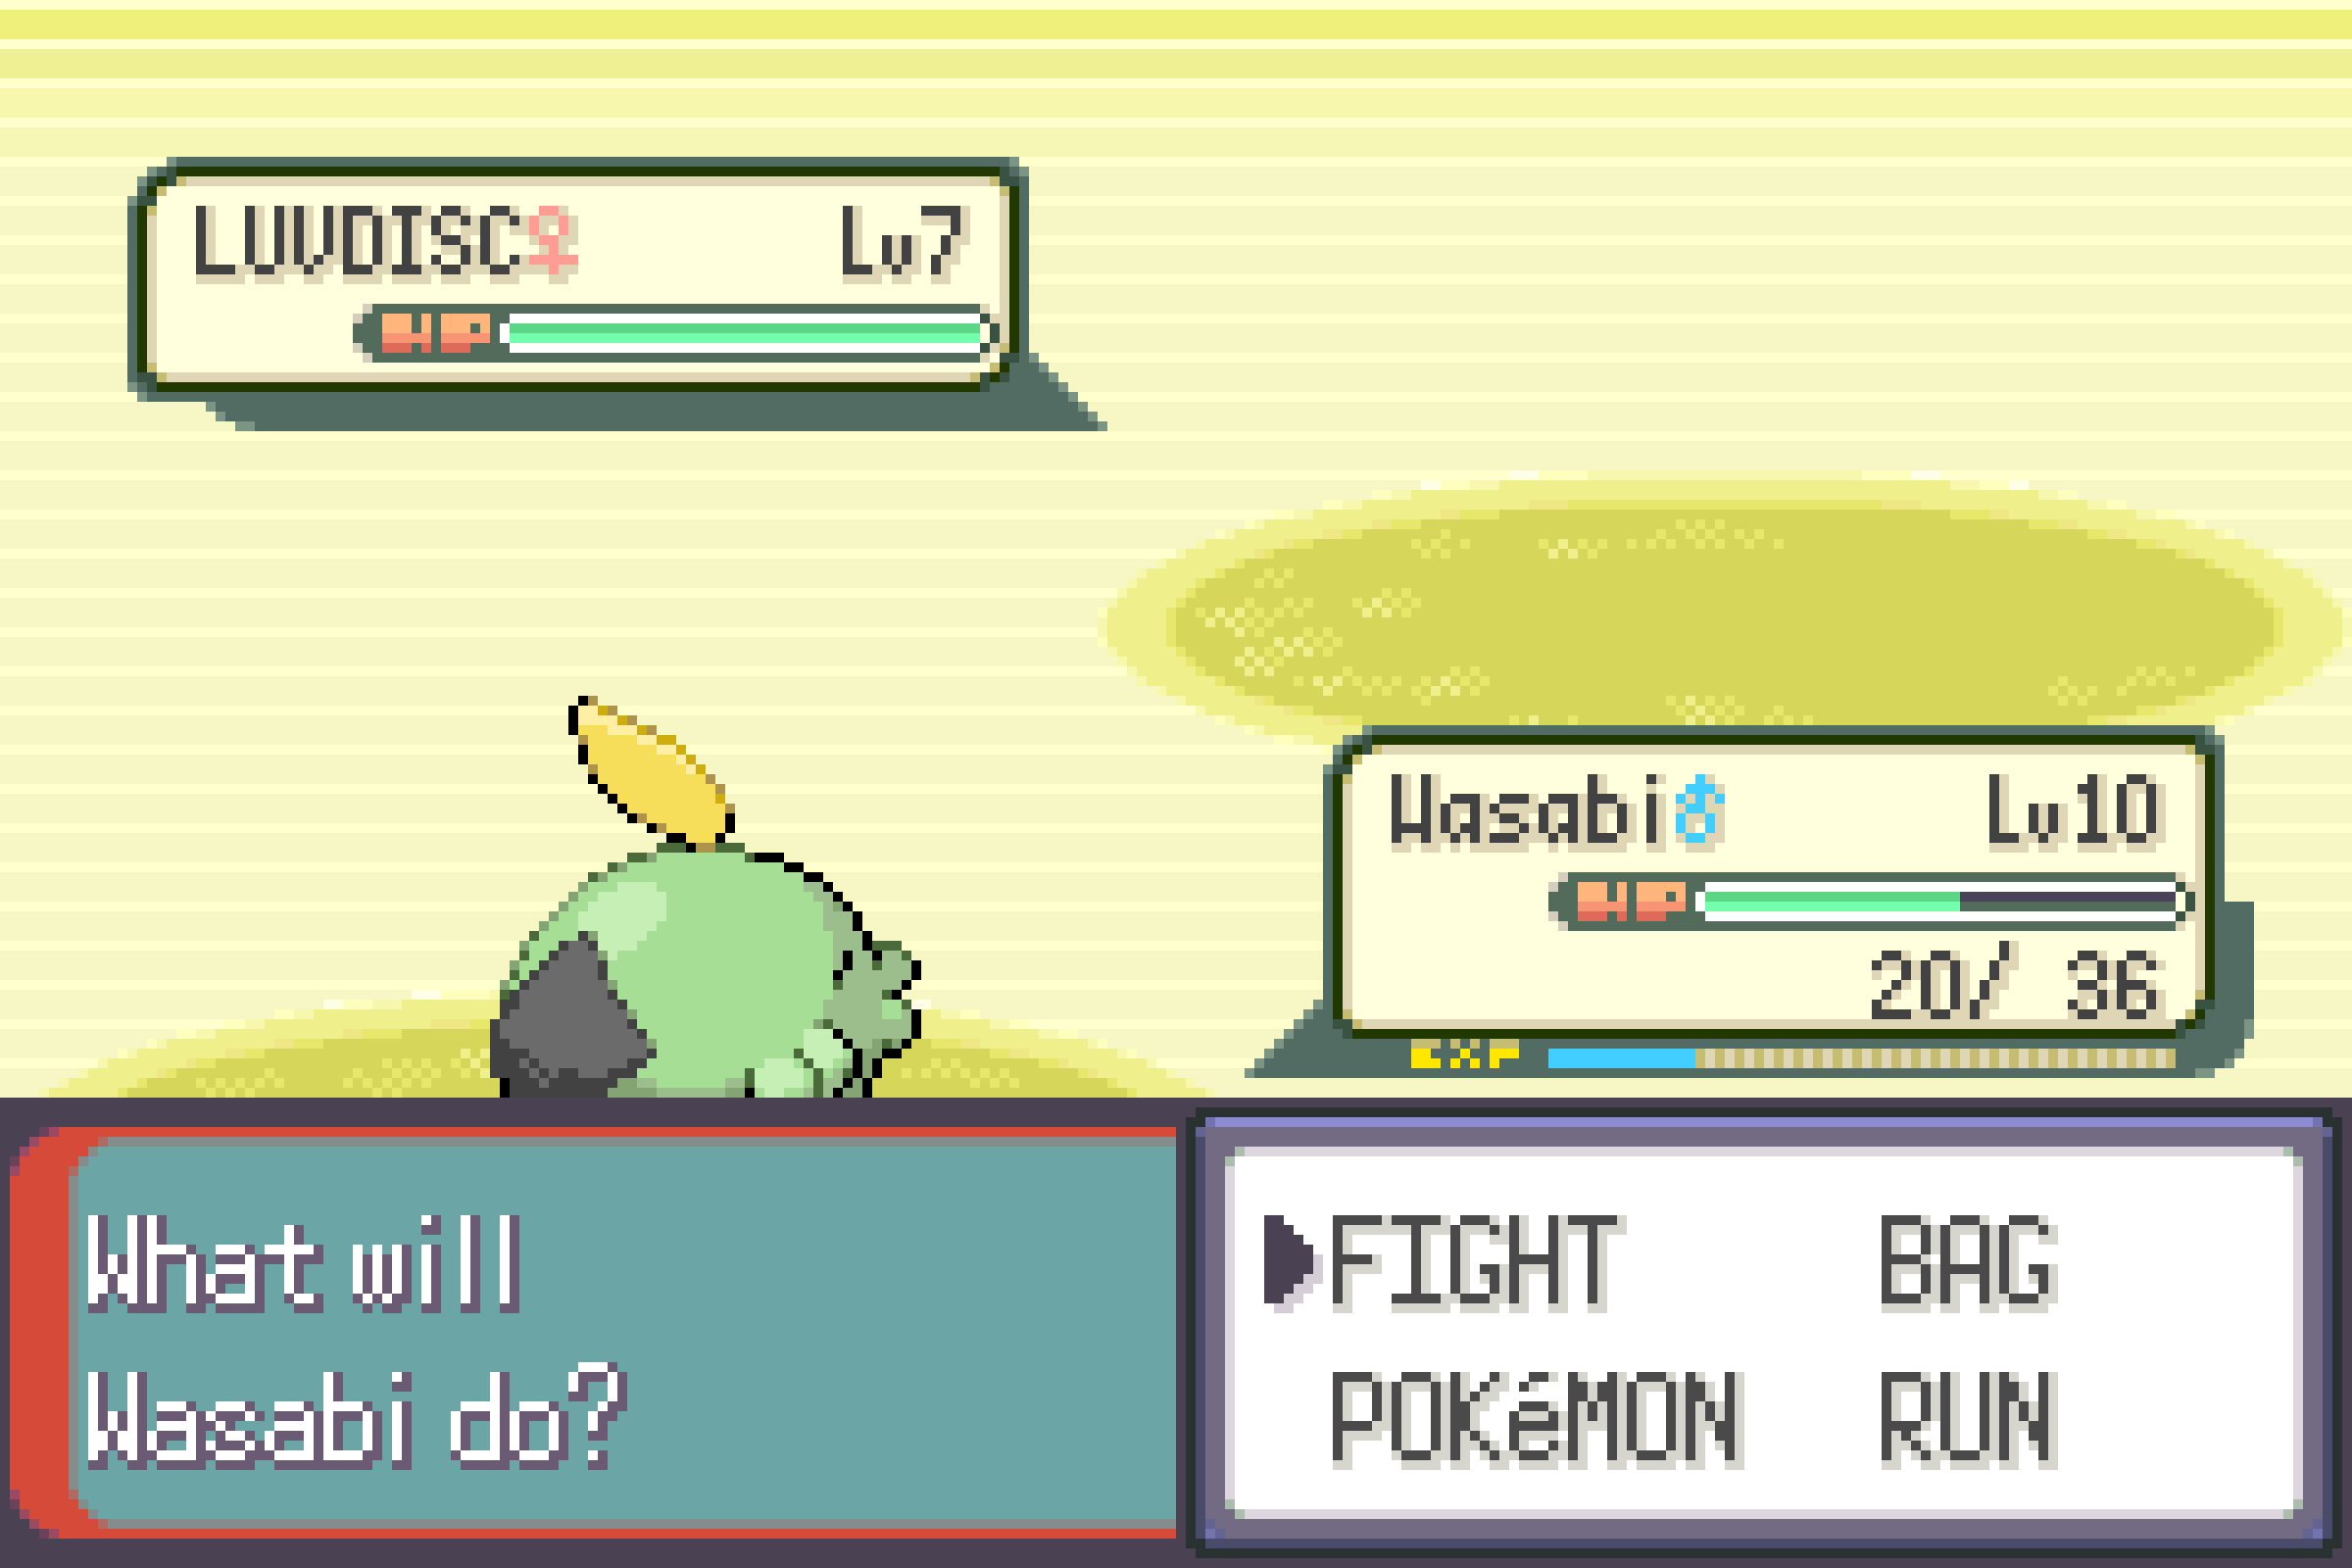 LUVDISC♀ Lv7
HP
Wasabi♂ Lv10
HP
20/ 36
EXP
What will
Wasabi do?
FIGHT BAG
POKéMON RUN